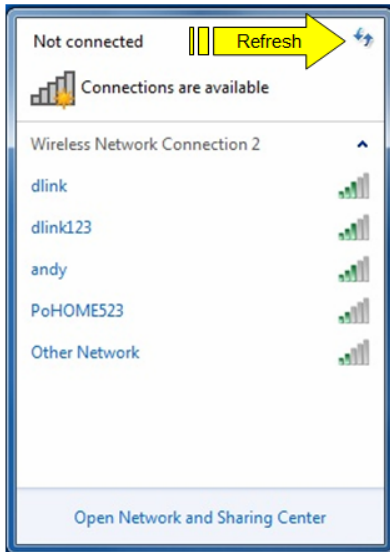 Not connected
Refresh
Connections are available
Wireless Network Connection 2
dlink
dlink123
andy
PoHOME523
Other Network
Open Network and Sharing Center